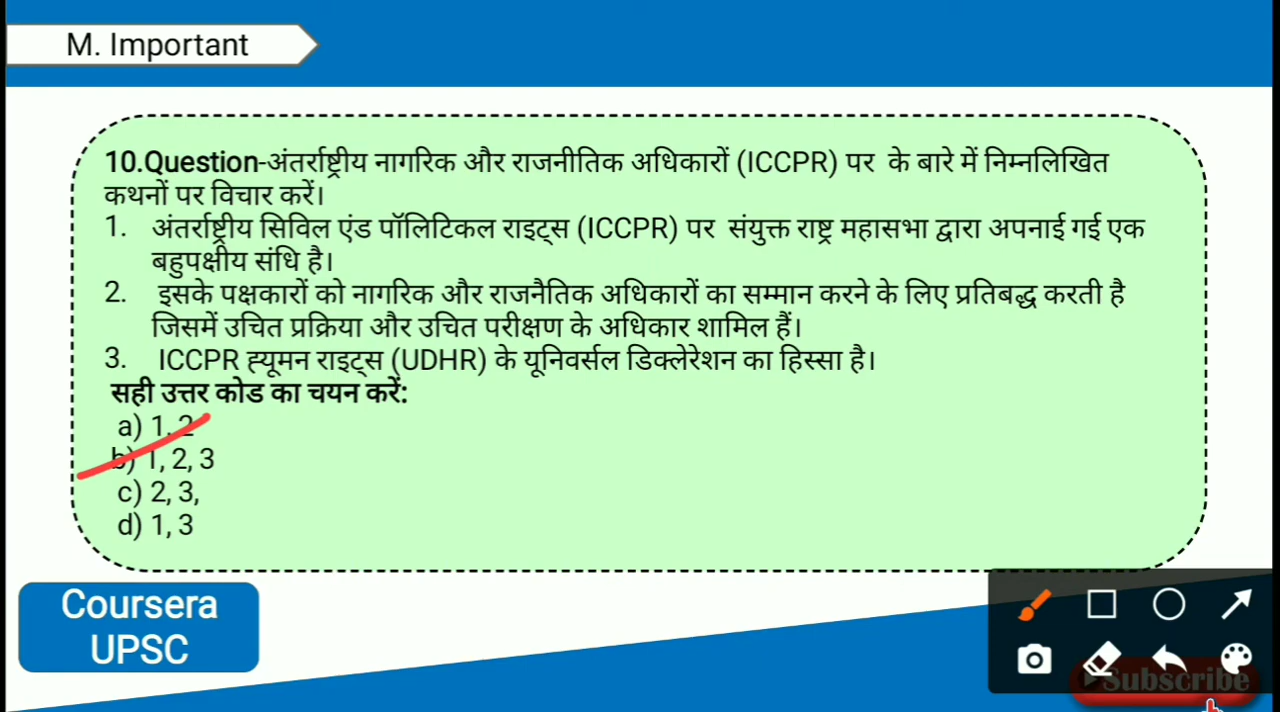 M. Important
10.Question-अंतर्राष्ट्रीय नागरिक और राजनीतिक अधिकारों (ICCPR) पर के बारे में निम्नलिखित
कथनों पर विचार करें।
1. अंतर्राष्ट्रीय सिविल एंड पॉलिटिकल राइट्स (ICCPR) पर संयुक्त राष्ट्र महासभा द्वारा अपनाई गई एक
बहुपक्षीय संधि है।
2. इसके पक्षकारों को नागरिक और राजनैतिक अधिकारों का सम्मान करने के लिए प्रतिबद्ध करती है
जिसमें उचित प्रक्रिया और उचित परीक्षण के अधिकार शामिल हैं।
3. ICCPR ह्यूमन राइट्स (UDHR) के यूनिवर्सल डिक्लेरेशन का हिस्सा है।
सही उत्तर कोड का चयन करें:
a) 1, 2
b) 1, 2, 3
c) 2, 3,
d) 1, 3
Coursera
UPSC
Subscribe